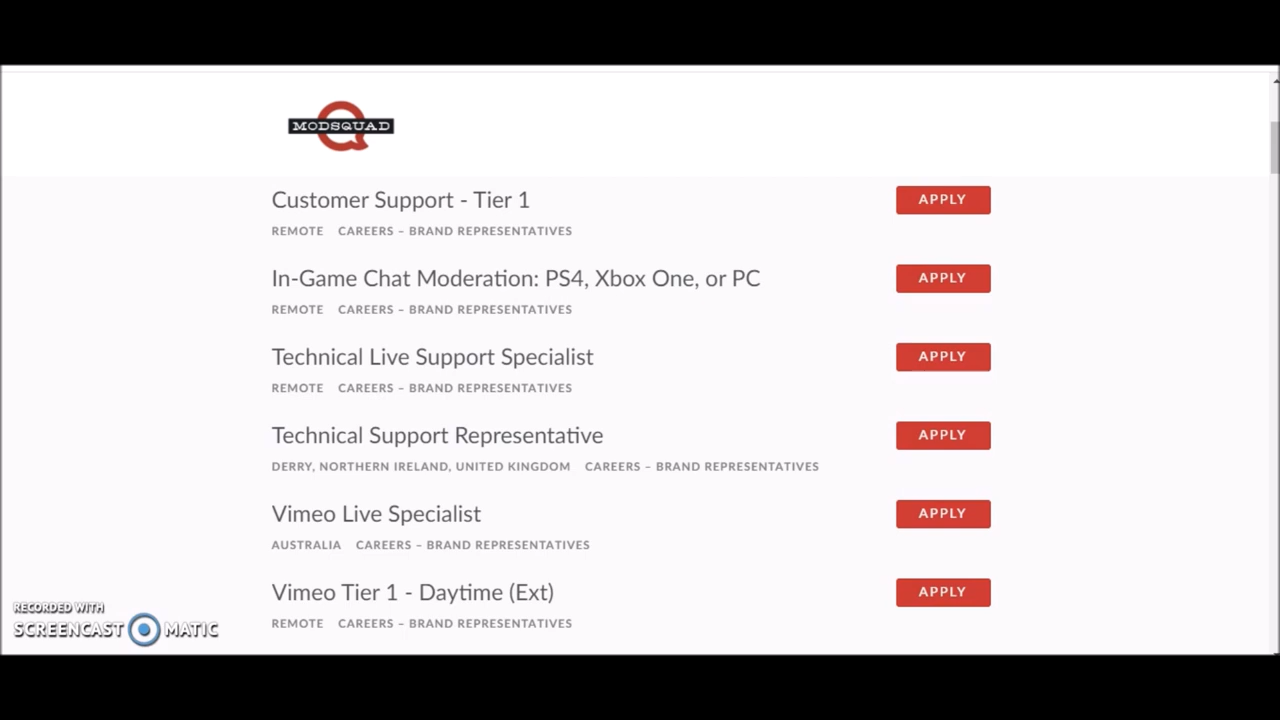 MODSQUAD
Customer Support - Tier 1
APPLY
REMOTE CAREERS – BRAND REPRESENTATIVES
In-Game Chat Moderation: PS4, Xbox One, or PC
APPLY
REMOTE CAREERS – BRAND REPRESENTATIVES
Technical Live Support Specialist
APPLY
REMOTE CAREERS – BRAND REPRESENTATIVES
Technical Support Representative
APPLY
DERRY, NORTHERN IRELAND, UNITED KINGDOM CAREERS – BRAND REPRESENTATIVES
Vimeo Live Specialist
APPLY
AUSTRALIA CAREERS – BRAND REPRESENTATIVES
Vimeo Tier 1 - Daytime (Ext)
APPLY
REMOTE CAREERS – BRAND REPRESENTATIVES
RECORDED WITH
SCREENCAST MATIC